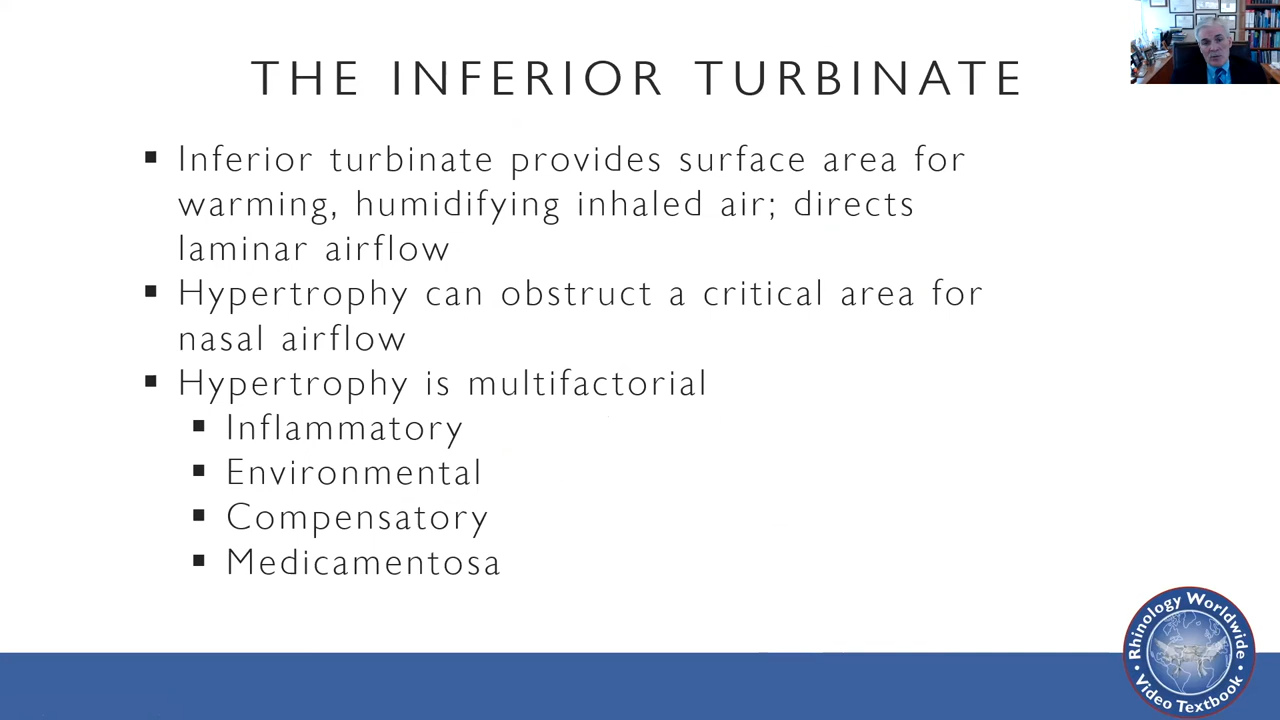 THE INFERIOR TURBINATE
▪ Inferior turbinate provides surface area for
warming, humidifying inhaled air; directs
laminar airflow
▪ Hypertrophy can obstruct a critical area for
nasal airflow
▪ Hypertrophy is multifactorial
▪ Inflammatory
▪ Environmental
▪ Compensatory
▪ Medicamentosa
Rhinology Worldwide
• Video Textbook •